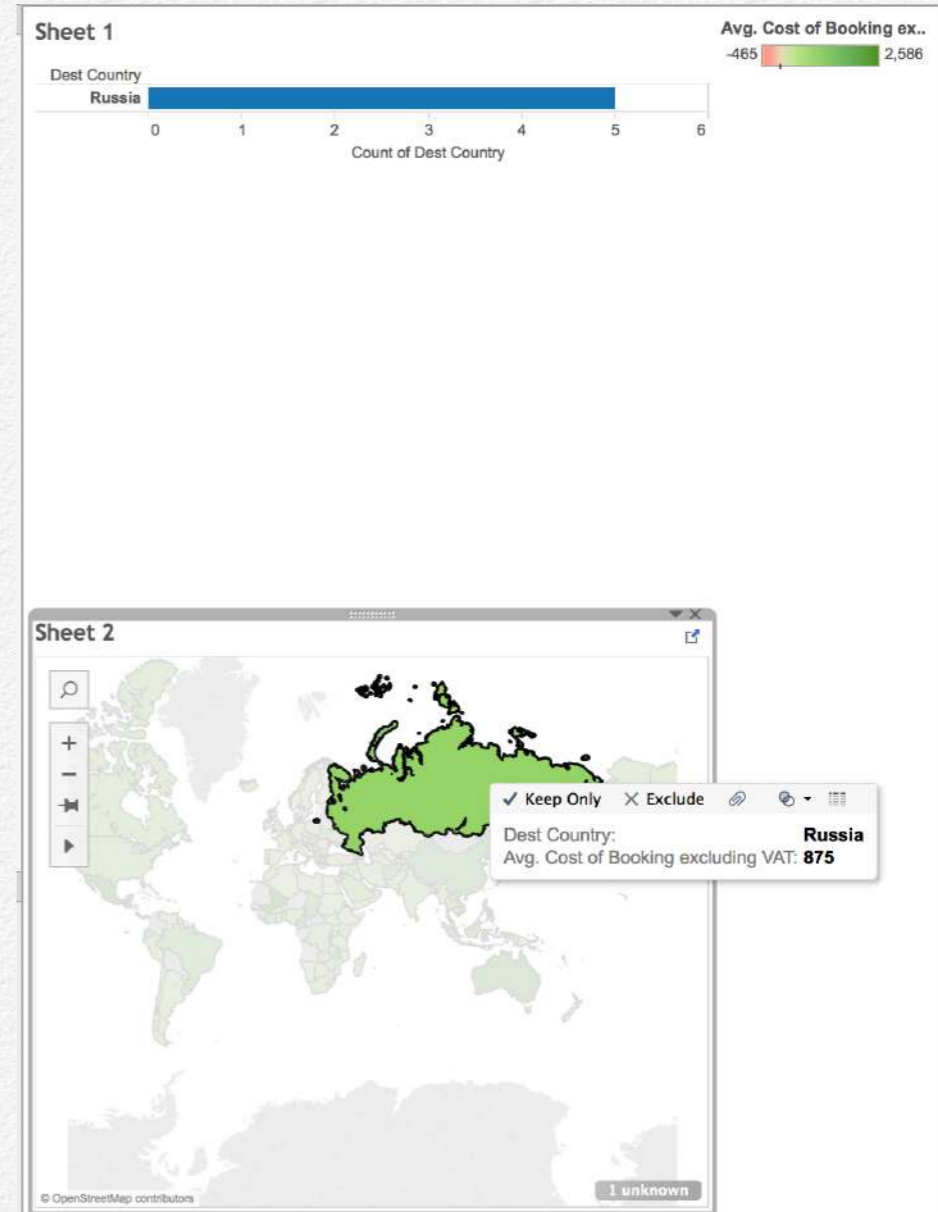 Sheet 1
Avg. Cost of Booking ex..
-465 2,586
Dest Country
Russia
0 1 2 3 4 5 6
Count of Dest Country
Sheet 2
Keep Only Exclude
Dest Country: Russia
Avg. Cost of Booking excluding VAT: 875
© OpenStreetMap contributors
1 unknown